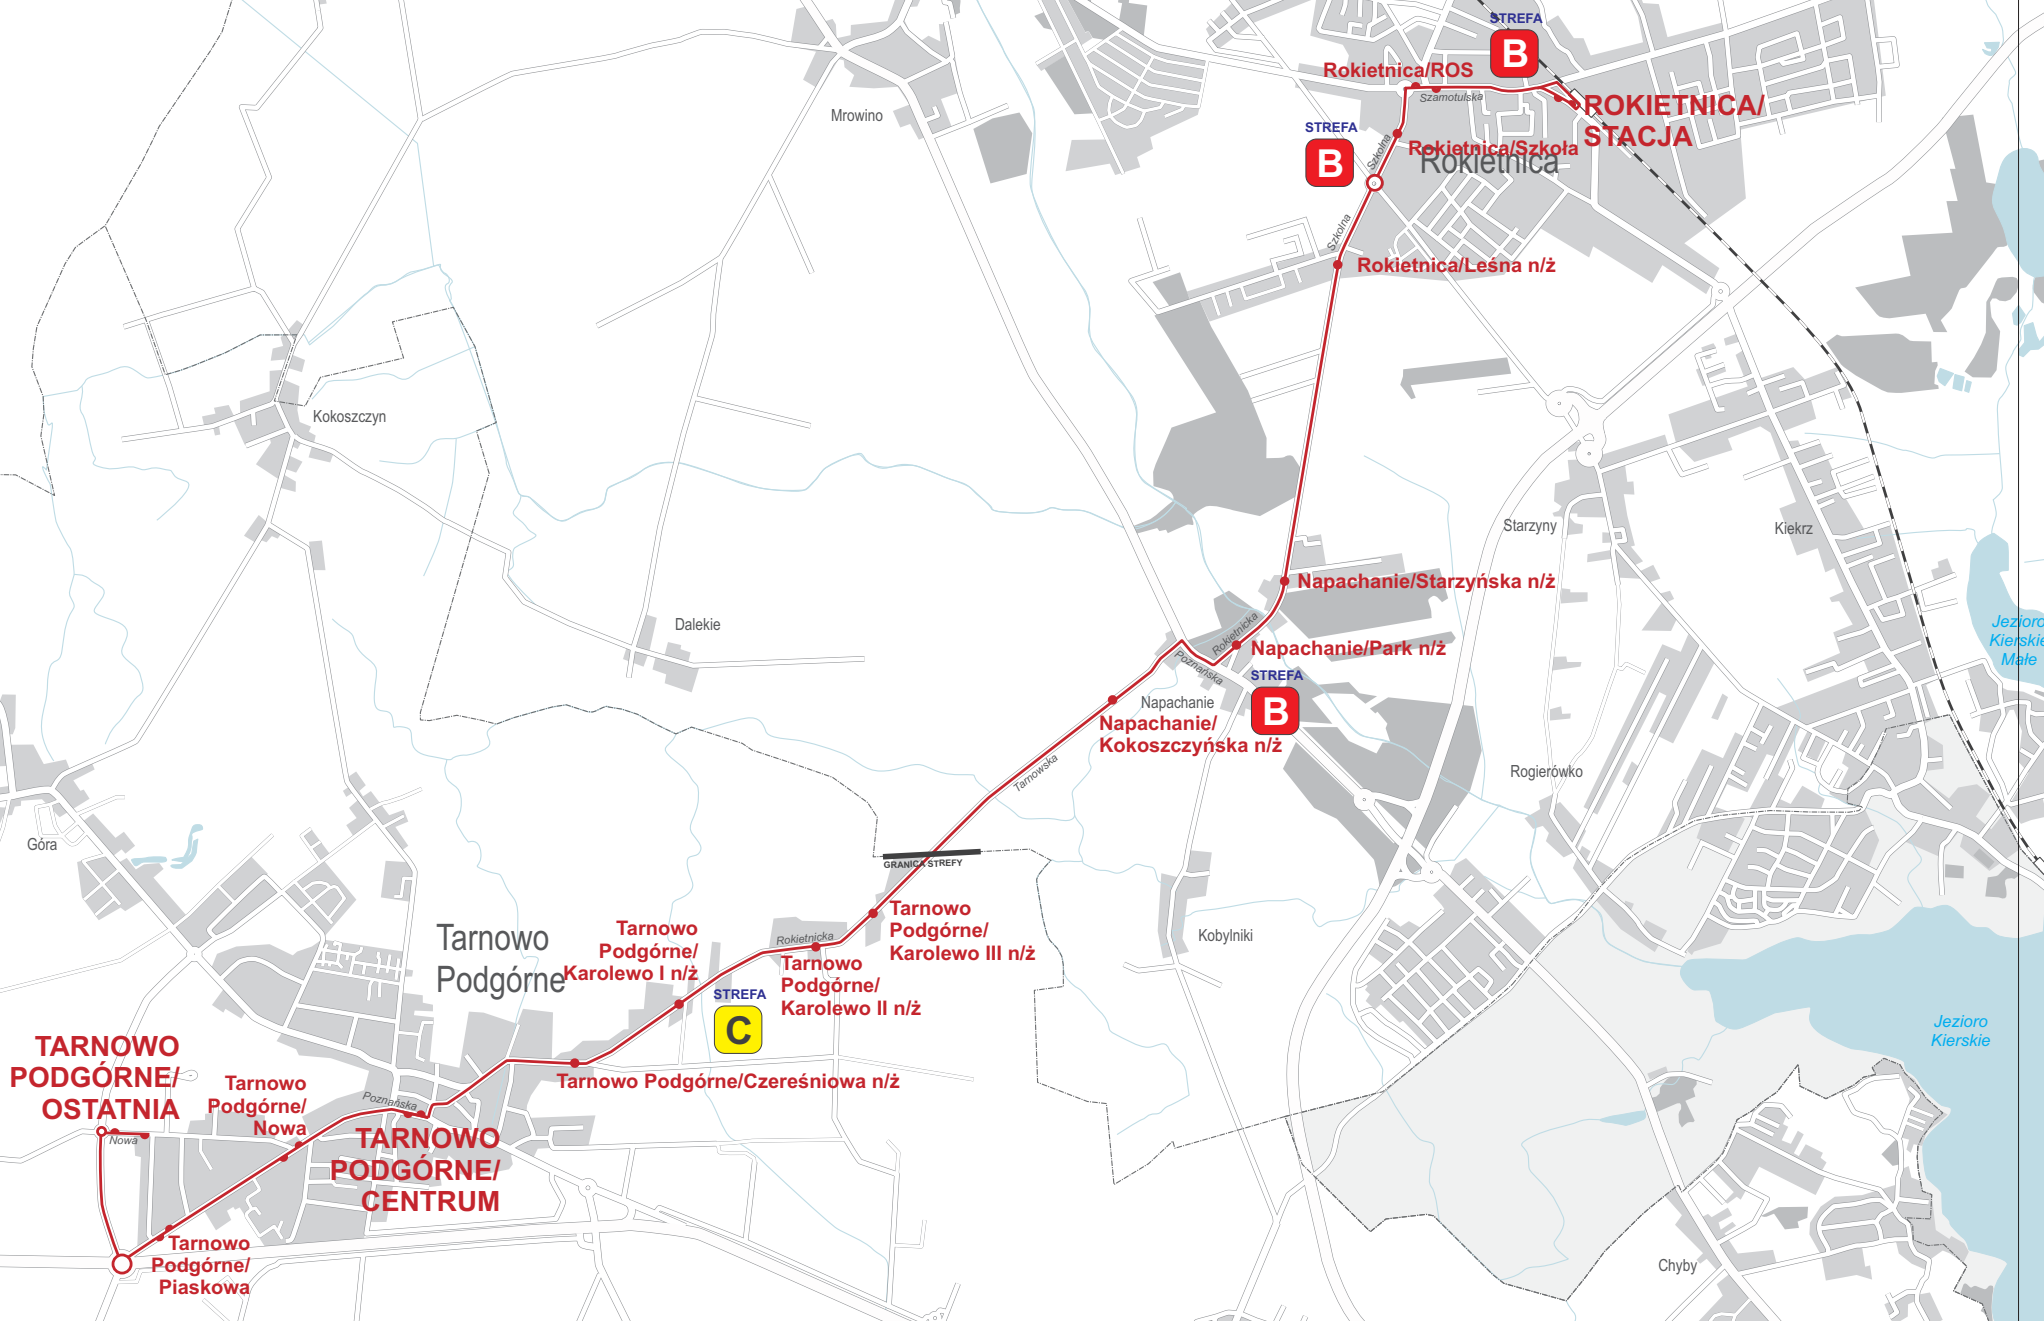 STREFA
B
Rokietnica/ROS
Szamotulska
ROKIETNICA/
STACJA
Mrowino
STREFA
B
Szkolna
Rokietnica/Szkoła
Rokietnica
Szkolna
Rokietnica/Leśna n/ż
Kokoszczyn
Starzyny
Kiekrz
Napachanie/Starzyńska n/ż
Dalekie
Rokietnicka
Poznańska
Napachanie/Park n/ż
Jezioro
Kierskie
Małe
STREFA
B
Napachanie
Napachanie/
Kokoszczyńska n/ż
Tarnowska
Rogierówko
Góra
GRANICA STREFY
Tarnowo
Podgórne
Tarnowo
Podgórne/
Karolewo I n/ż
Rokietnicka
Tarnowo
Podgórne/
Karolewo II n/ż
Tarnowo
Podgórne/
Karolewo III n/ż
Kobylniki
STREFA
C
Jezioro
Kierskie
TARNOWO
PODGÓRNE/
OSTATNIA
Nowa
Tarnowo
Podgórne/
Nowa
Poznańska
Tarnowo Podgórne/Czereśniowa n/ż
TARNOWO
PODGÓRNE/
CENTRUM
Tarnowo
Podgórne/
Piaskowa
Chyby